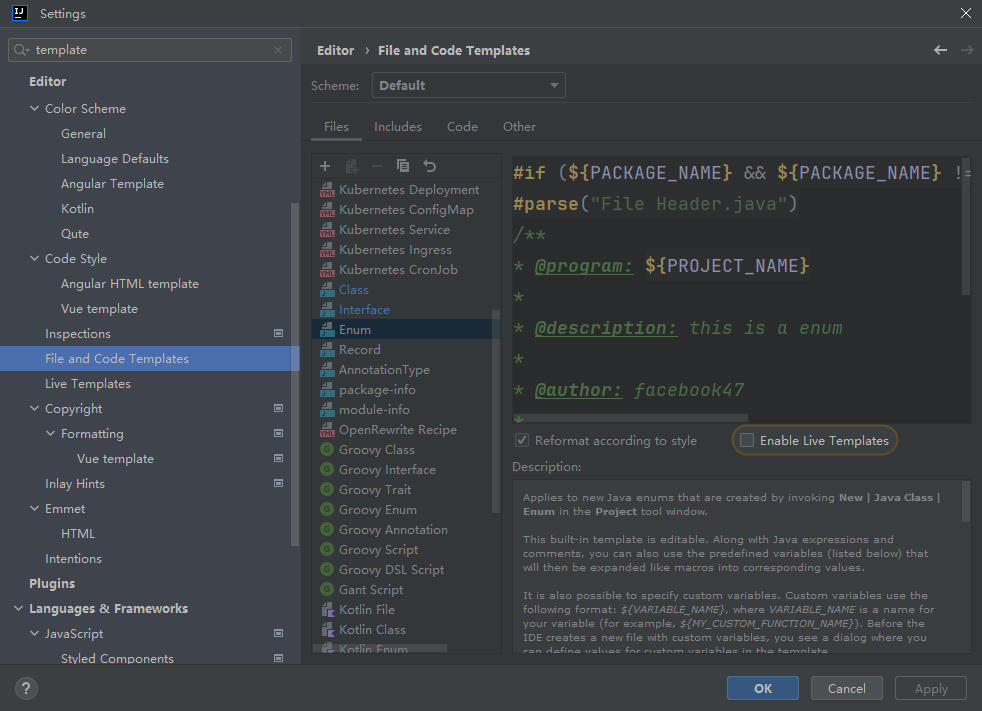 Settings
template
Editor
Color Scheme
General
Language Defaults
Angular Template
Kotlin
Qute
Code Style
Angular HTML template
Vue template
Inspections
File and Code Templates
Live Templates
Copyright
Formatting
Vue template
Inlay Hints
Emmet
HTML
Intentions
Plugins
Languages & Frameworks
JavaScript
Styled Components
Editor › File and Code Templates
Scheme: Default
Files Includes Code Other
Kubernetes Deployment
Kubernetes ConfigMap
Kubernetes Service
Kubernetes Ingress
Kubernetes CronJob
Class
Interface
Enum
Record
AnnotationType
package-info
module-info
OpenRewrite Recipe
Groovy Class
Groovy Interface
Groovy Trait
Groovy Enum
Groovy Annotation
Groovy Script
Groovy DSL Script
Gant Script
Kotlin File
Kotlin Class
Kotlin Enum
#if (${PACKAGE_NAME} && ${PACKAGE_NAME} !=
#parse("File Header.java")
/**
* @program: ${PROJECT_NAME}
*
* @description: this is a enum
*
* @author: facebook47
*
Reformat according to style
Enable Live Templates
Description:
Applies to new Java enums that are created by invoking New | Java Class |
Enum in the Project tool window.
This built-in template is editable. Along with Java expressions and
comments, you can also use the predefined variables (listed below) that
will then be expanded like macros into corresponding values.
It is also possible to specify custom variables. Custom variables use the
following format: ${VARIABLE_NAME}, where VARIABLE_NAME is a name for
your variable (for example, ${MY_CUSTOM_FUNCTION_NAME}). Before the
IDE creates a new file with custom variables, you see a dialog where you
can define values for custom variables in the template.
?
OK
Cancel
Apply